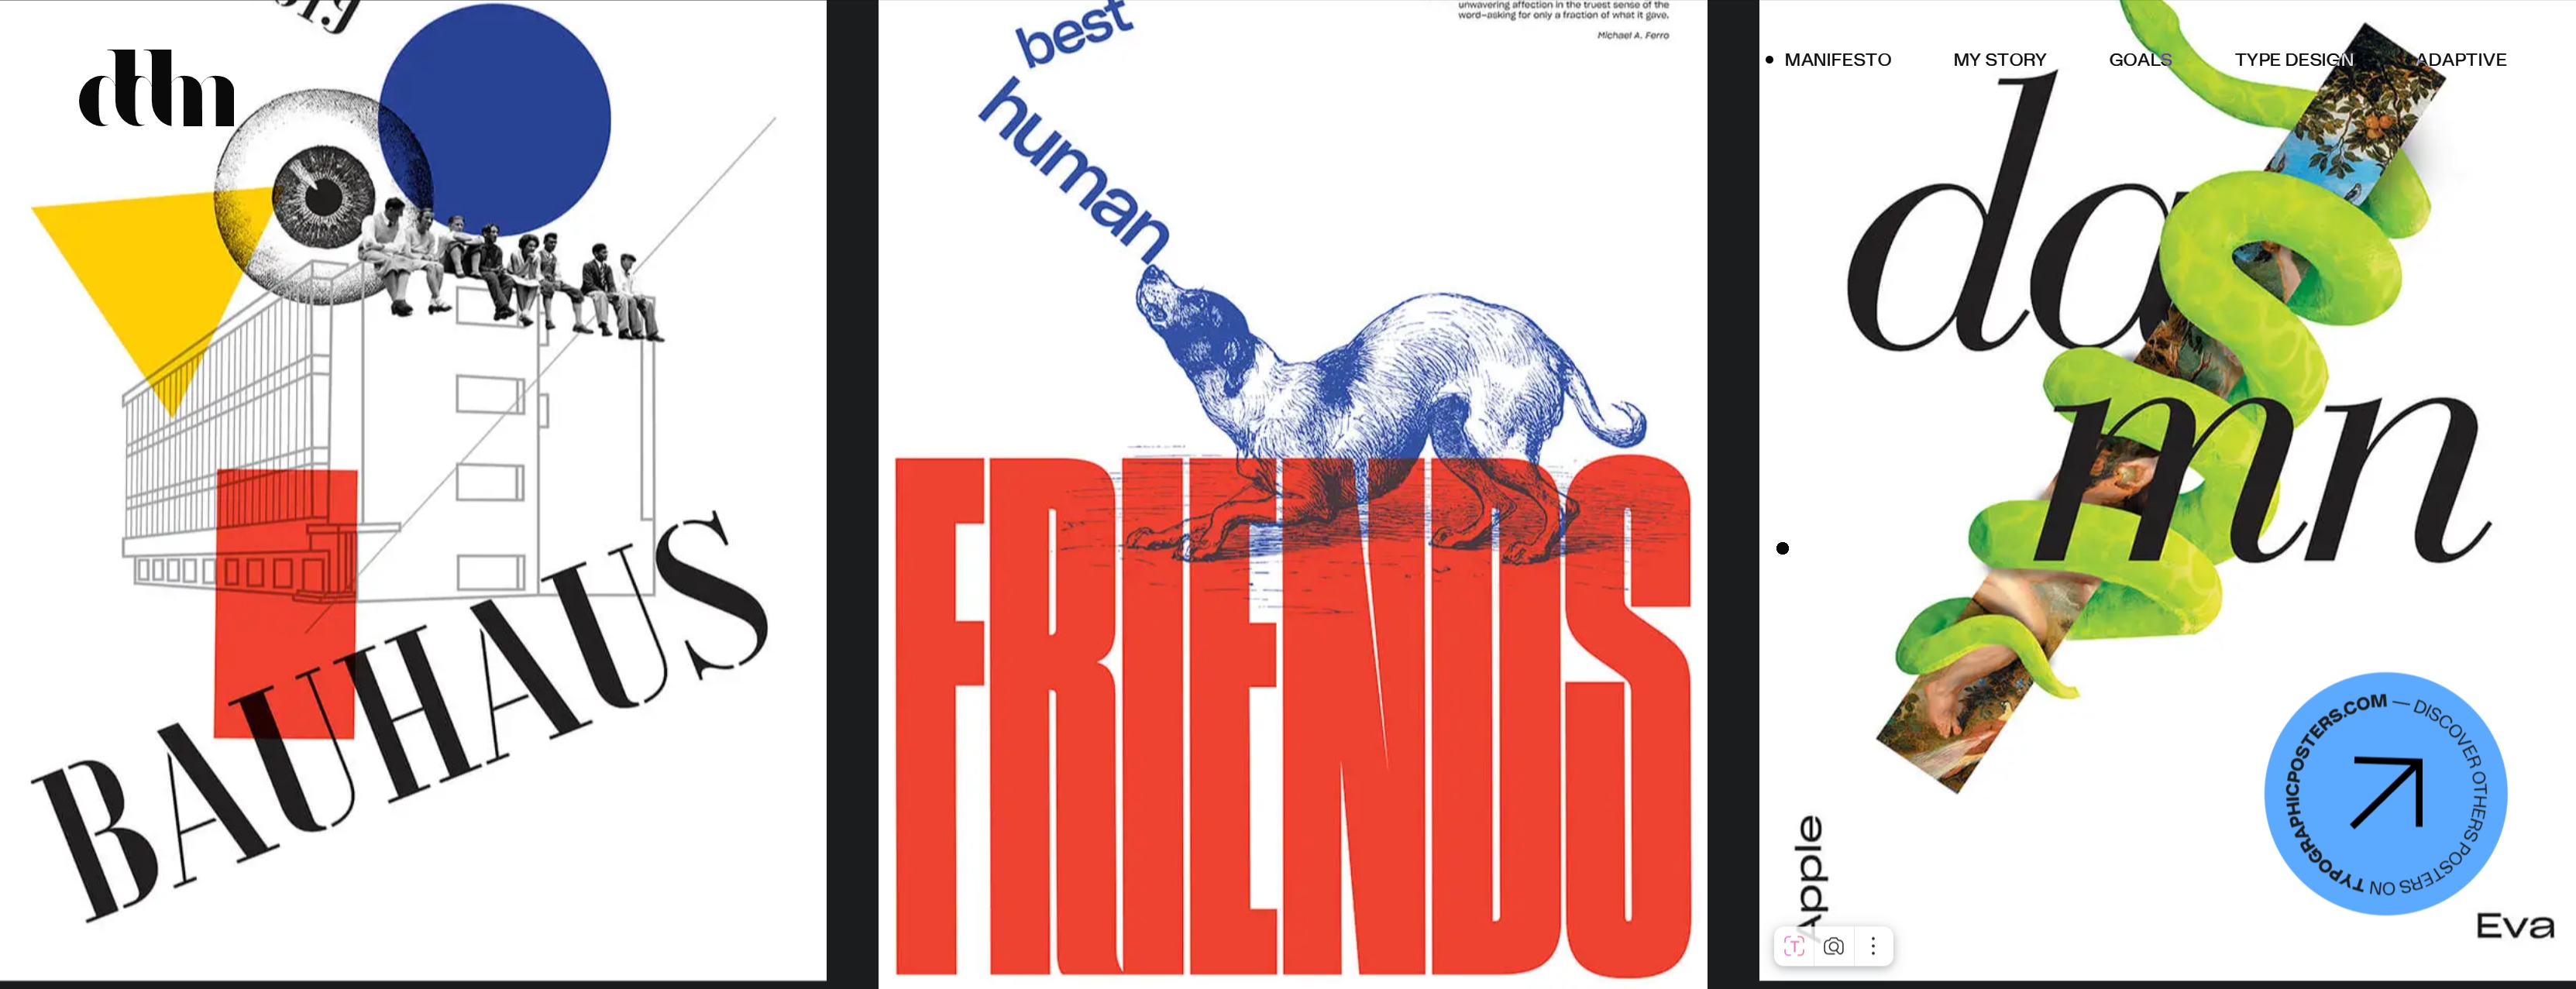 dtln
BAUHAUS
unwavering affection in the truest sense of the
word—asking for only a fraction of what it gave.
Michael A. Ferro
best
human
FRIENDS
MANIFESTO
MY STORY
GOALS
TYPE DESIGN
ADAPTIVE
da
mn
TYPOGRAPHICPOSTERS.COM — DISCOVER OTHERS POSTERS ON
Apple
Eva